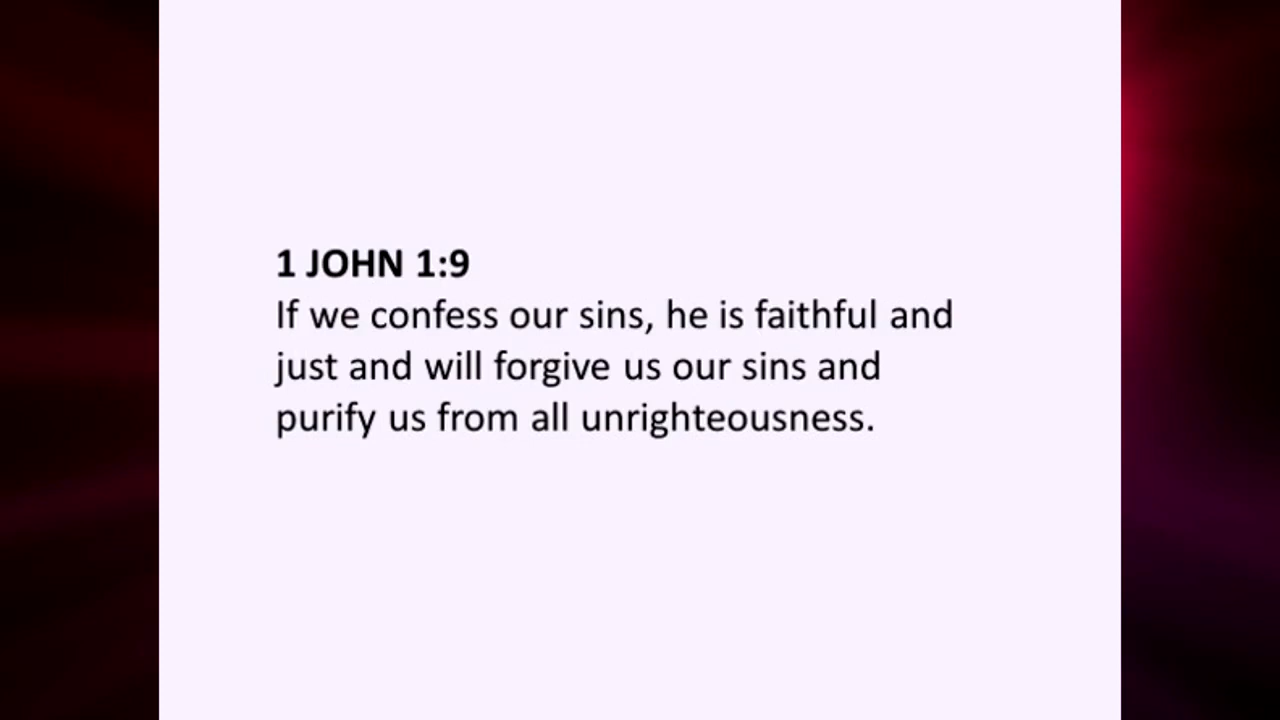 1 JOHN 1:9
If we confess our sins, he is faithful and
just and will forgive us our sins and
purify us from all unrighteousness.